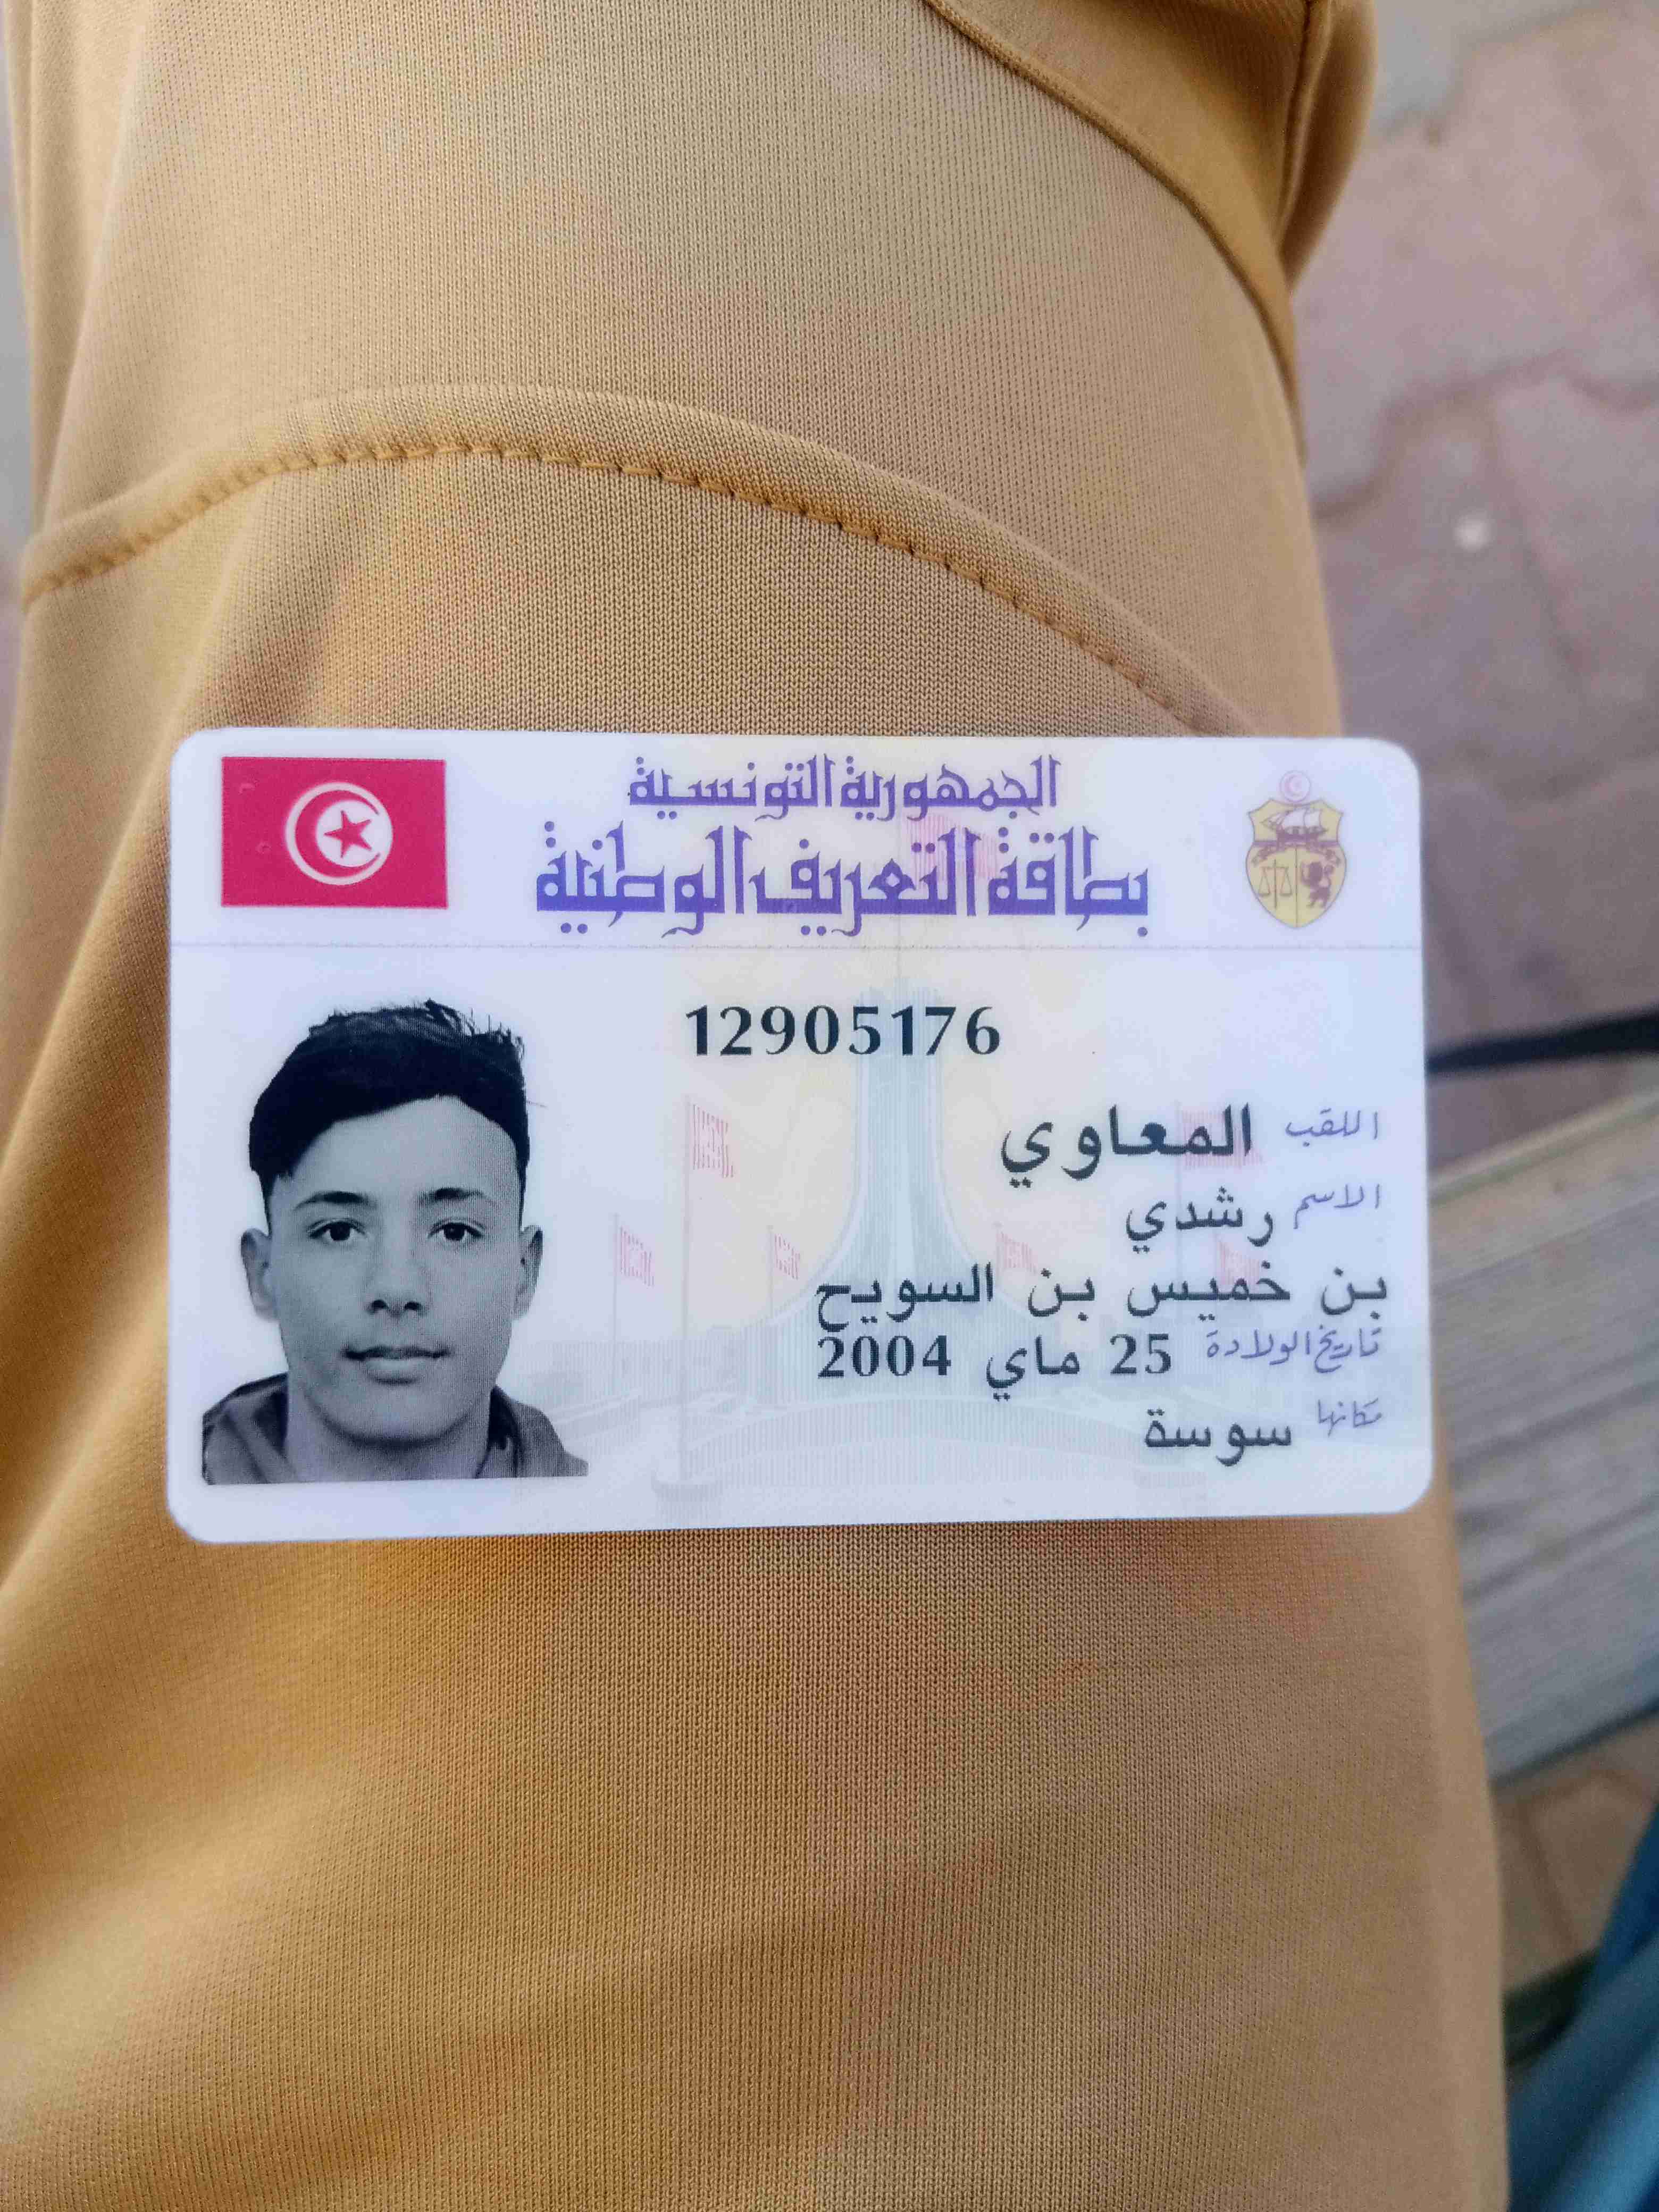 الجمهورية التونسية
بطاقة التعريف الوطنية
12905176
اللقب المعاوي
الاسم رشدي
بن خميس بن السويح
تاريخ الولادة 25 ماي 2004
مكانها سوسة